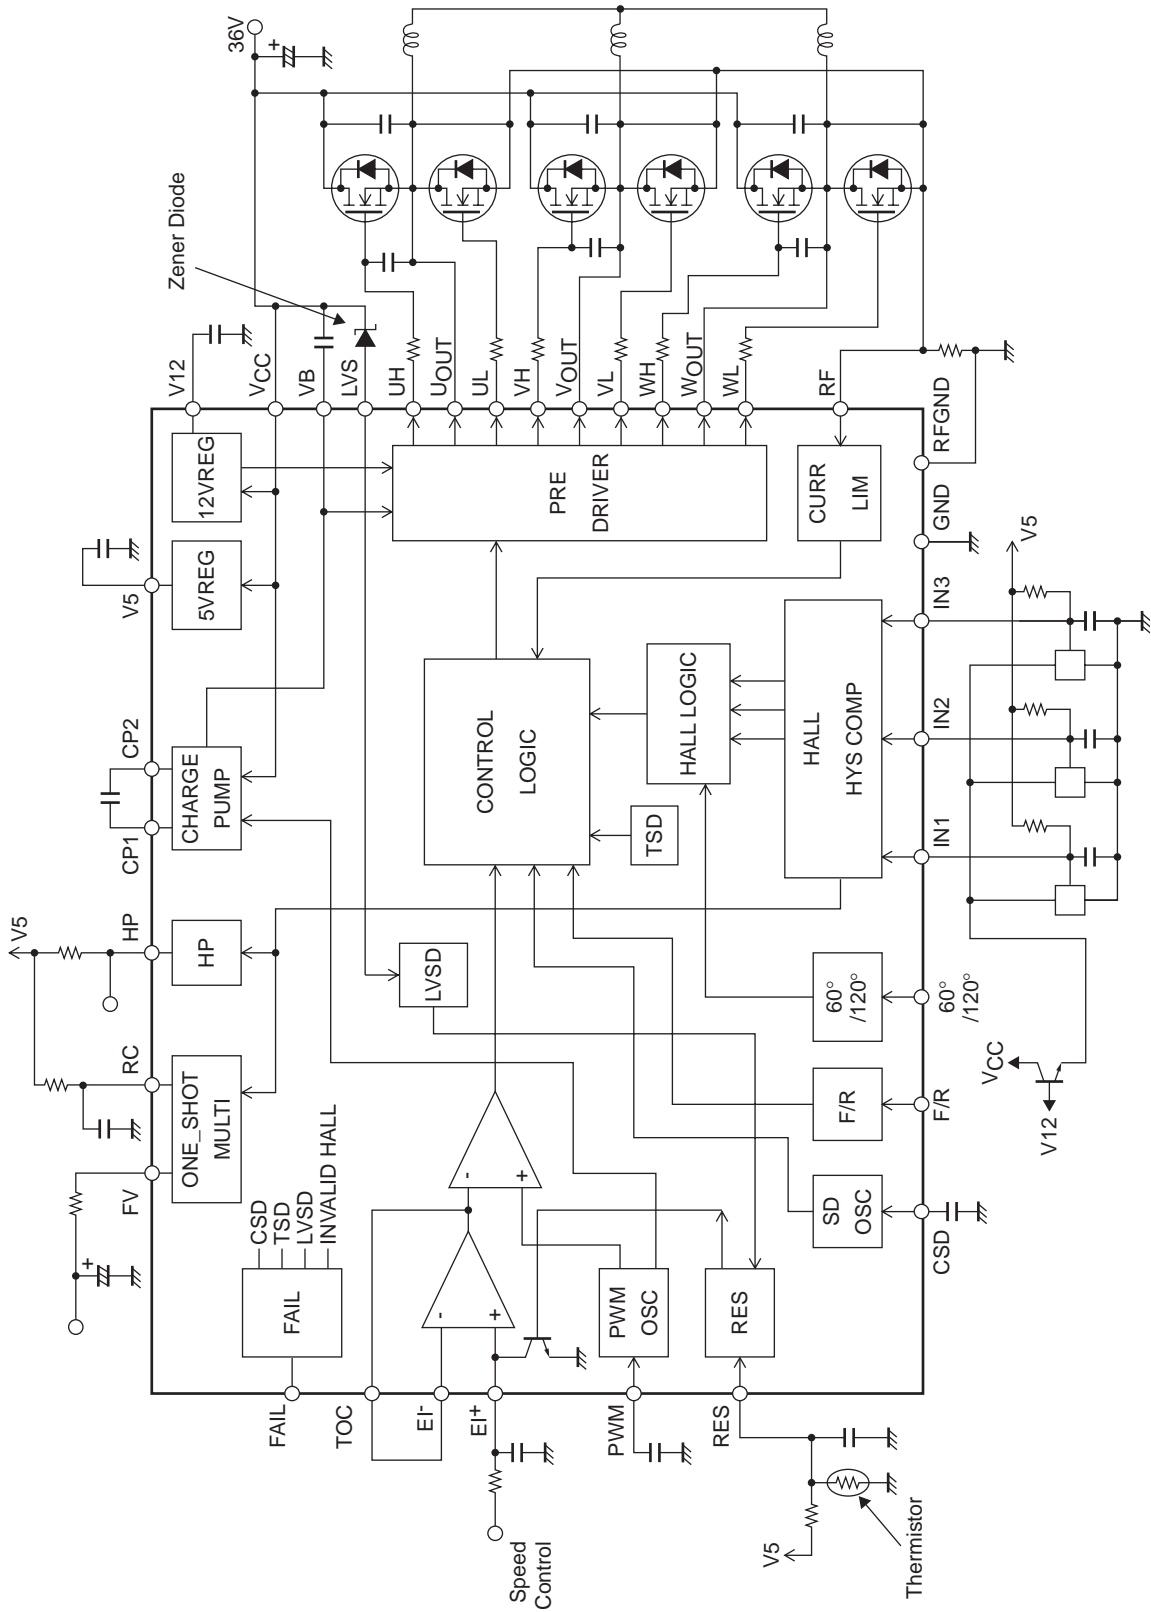 36V
+
Zener Diode
V12
VCC
VB
LVS
UH
UOUT
UL
VH
VOUT
VL
WH
WOUT
WL
RF
RFGND
GND
12VREG
5VREG
V5
PRE
DRIVER
CURR
LIM
CP2
CP1
CHARGE
PUMP
CONTROL
LOGIC
HALL LOGIC
HALL
HYS COMP
TSD
IN3
IN2
IN1
V5
V5
HP
HP
LVSD
60°
/120°
60°
/120°
VCC
V12
RC
FV
ONE_SHOT
MULTI
F/R
F/R
+
CSD
TSD
LVSD
INVALID HALL
FAIL
-
+
-
+
PWM
OSC
RES
SD
OSC
CSD
FAIL
TOC
EI-
EI+
PWM
RES
Speed
Control
V5
Thermistor